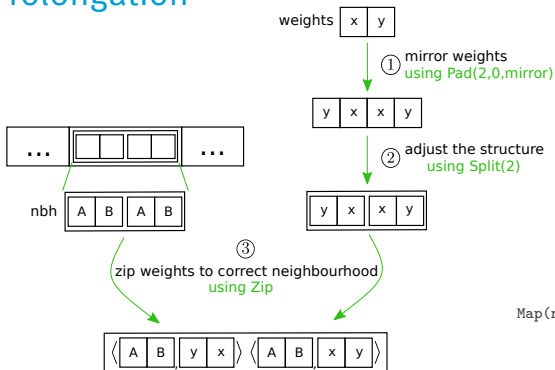 rolongation
weights x y
① mirror weights
using Pad(2,0,mirror)
y x x y
② adjust the structure
using Split(2)
... ...
nbh A B A B
y x x y
③
zip weights to correct neighbourhood
using Zip
⟨ A B , y x ⟩ ⟨ A B , x y ⟩
Map(r